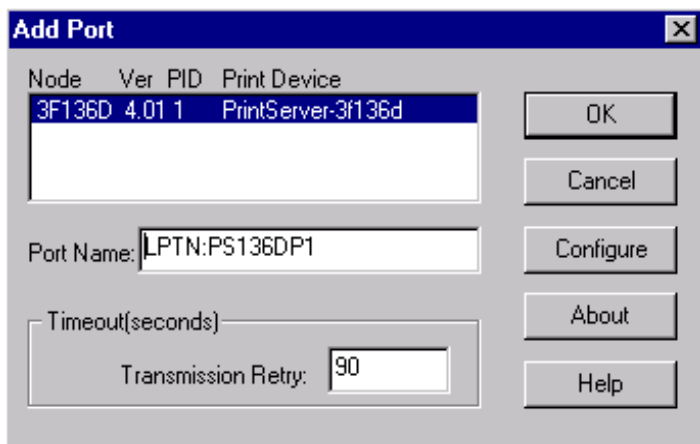 Add Port
Node Ver PID Print Device
3F136D 4.01 1 PrintServer-3f136d
OK
Cancel
Port Name: LPTN:PS136DP1
Configure
Timeout(seconds)
About
Transmission Retry: 90
Help